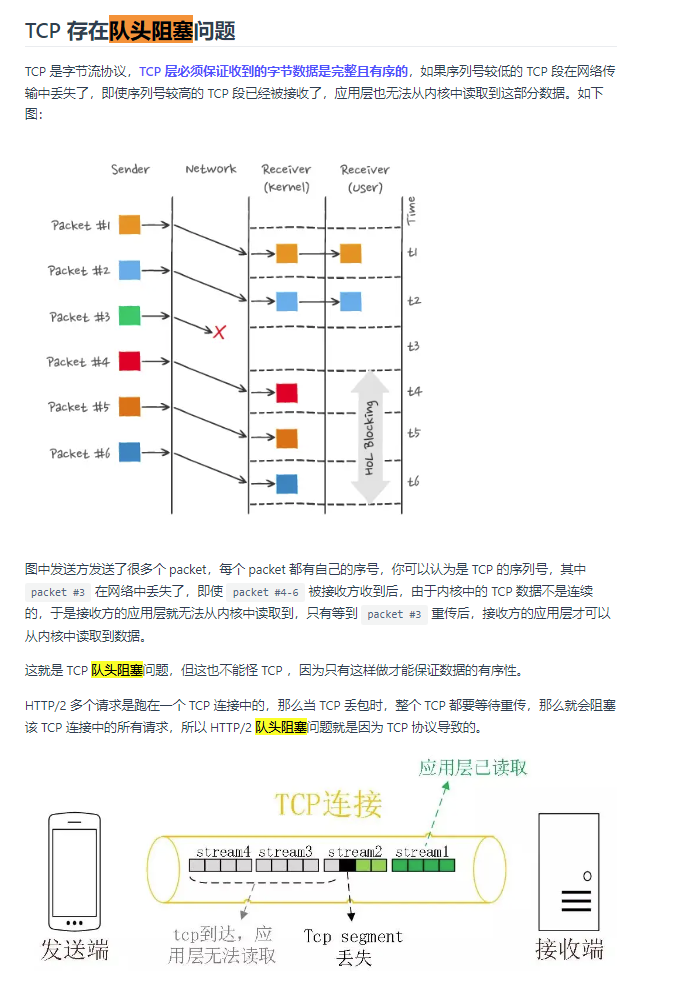 TCP 存在队头阻塞问题
TCP 是字节流协议，TCP 层必须保证收到的字节数据是完整且有序的，如果序列号较低的 TCP 段在网络传
输中丢失了，即使序列号较高的 TCP 段已经被接收了，应用层也无法从内核中读取到这部分数据。如下
图：
Sender Network Receiver (Kernel) Receiver (User) Time
Packet #1 t1
Packet #2 t2
Packet #3 X t3
Packet #4 t4
Packet #5 t5
Packet #6 t6
HoL Blocking
图中发送方发送了很多个 packet，每个 packet 都有自己的序号，你可以认为是 TCP 的序列号，其中
packet #3 在网络中丢失了，即使 packet #4-6 被接收方收到后，由于内核中的 TCP 数据不是连续
的，于是接收方的应用层就无法从内核中读取到，只有等到 packet #3 重传后，接收方的应用层才可以
从内核中读取到数据。
这就是 TCP 队头阻塞问题，但这也不能怪 TCP ，因为只有这样做才能保证数据的有序性。
HTTP/2 多个请求是跑在一个 TCP 连接中的，那么当 TCP 丢包时，整个 TCP 都要等待重传，那么就会阻塞
该 TCP 连接中的所有请求，所以 HTTP/2 队头阻塞问题就是因为 TCP 协议导致的。
应用层已读取
TCP连接
stream4 stream3 stream2 stream1
tcp到达，应
用层无法读取
Tcp segment
丢失
发送端
接收端